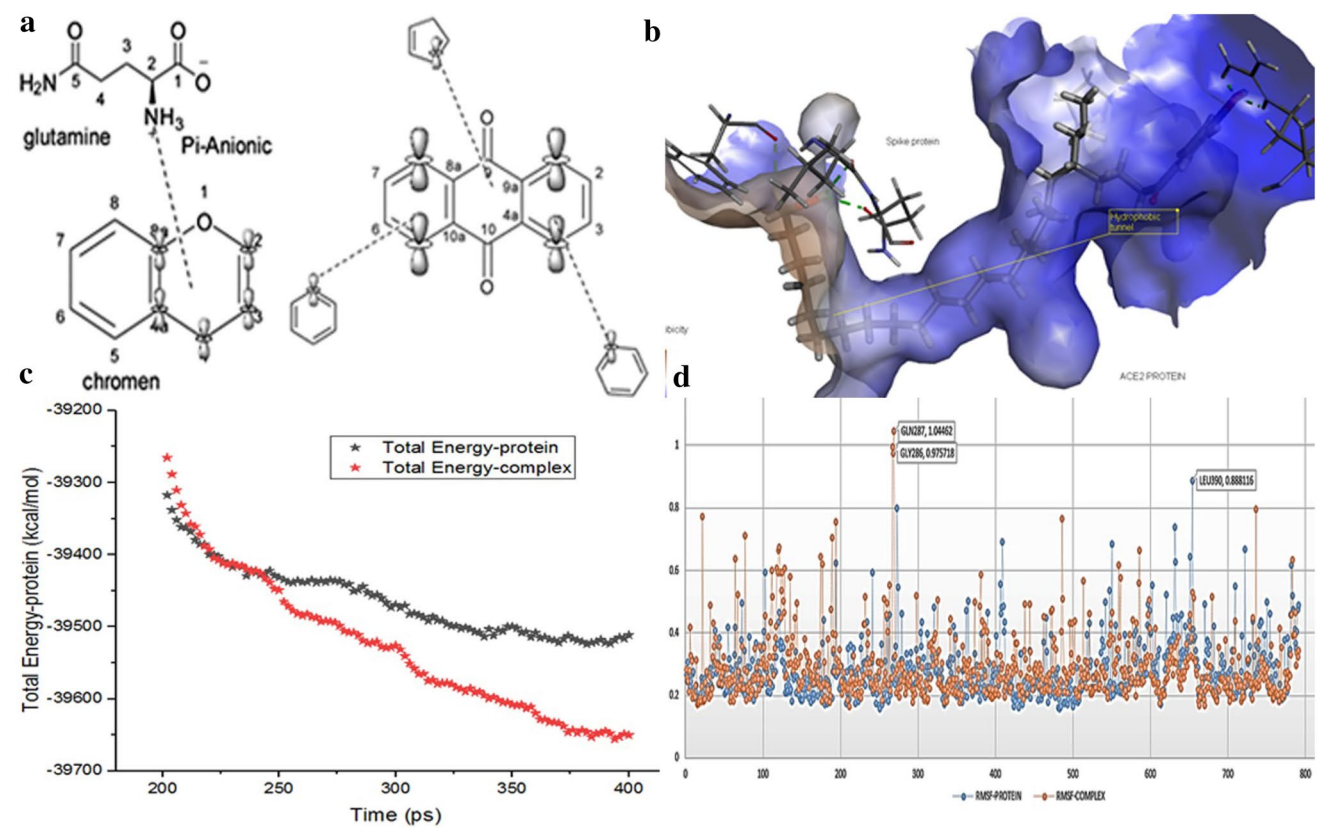 a
O
3
O
2
5
1
H₂N
4
O⁻
NH₃
glutamine
Pi-Anionic
1
8
O
7
8a
2
6
4a
3
5
chromen
O
7
8a
9
9a
2
6
10a
10
4a
3
O
b
Spike protein
Hydrophobic
tunnel
ibicity
ACE2 PROTEIN
c
-39200
-39300
-39400
-39500
-39600
-39700
Total Energy-protein (kcal/mol)
Total Energy-protein
Total Energy-complex
200
250
300
350
400
Time (ps)
d
1
0.8
0.6
0.4
0.2
0
GLN287, 1.04462
GLY286, 0.975718
LEU390, 0.888116
0 100 200 300 400 500 600 700 800
RMSF-PROTEIN RMSF-COMPLEX